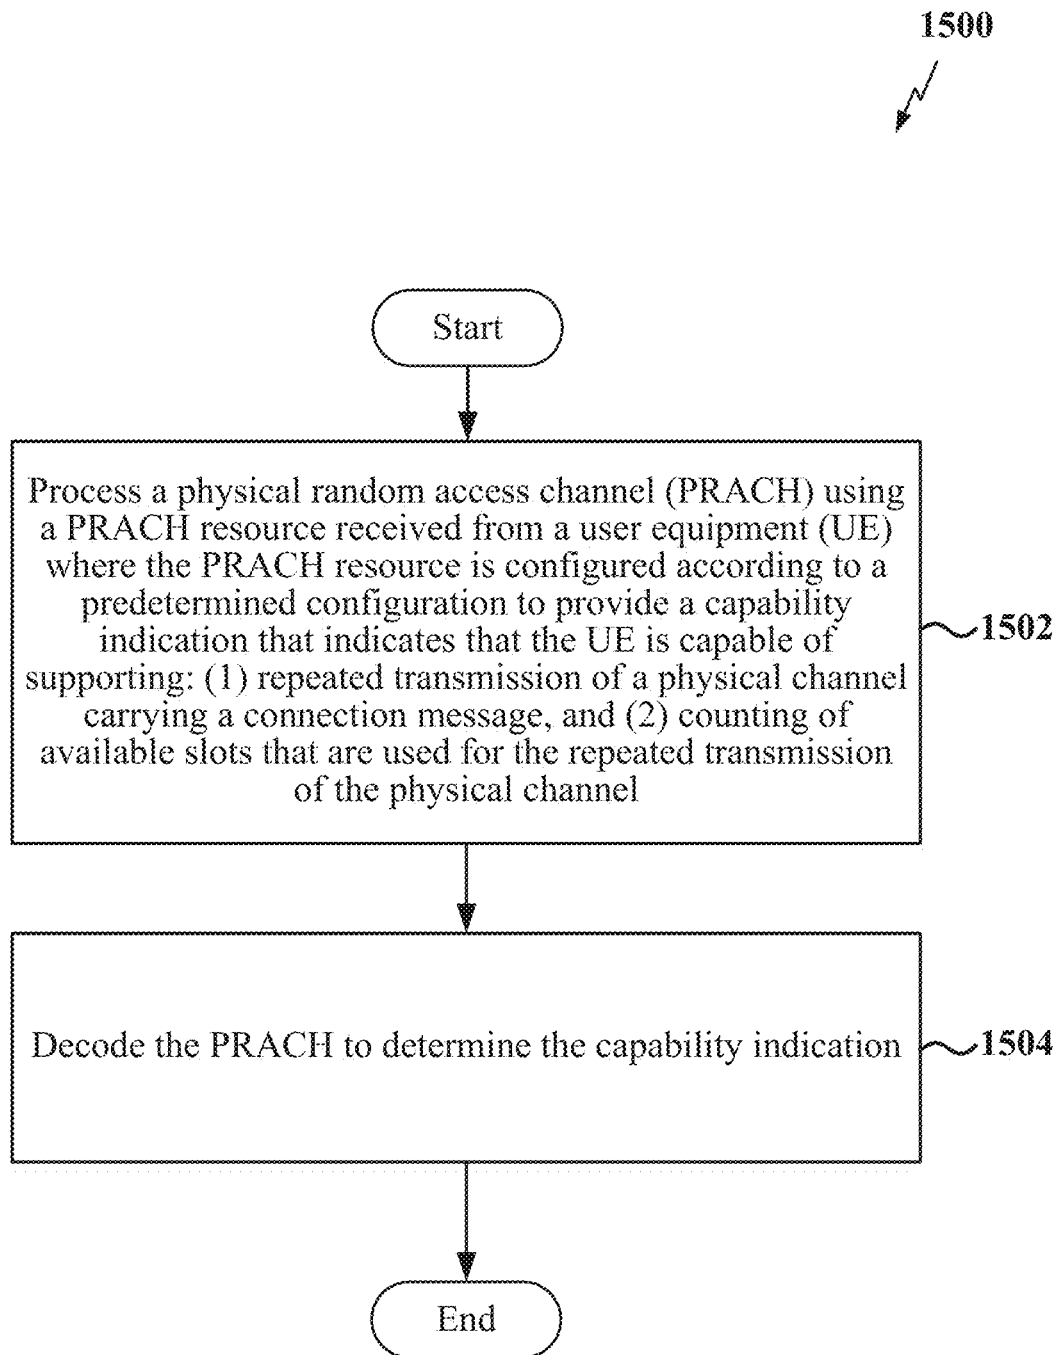 1500
Start
Process a physical random access channel (PRACH) using
a PRACH resource received from a user equipment (UE)
where the PRACH resource is configured according to a
predetermined configuration to provide a capability
indication that indicates that the UE is capable of
supporting: (1) repeated transmission of a physical channel
carrying a connection message, and (2) counting of
available slots that are used for the repeated transmission
of the physical channel
1502
Decode the PRACH to determine the capability indication
1504
End